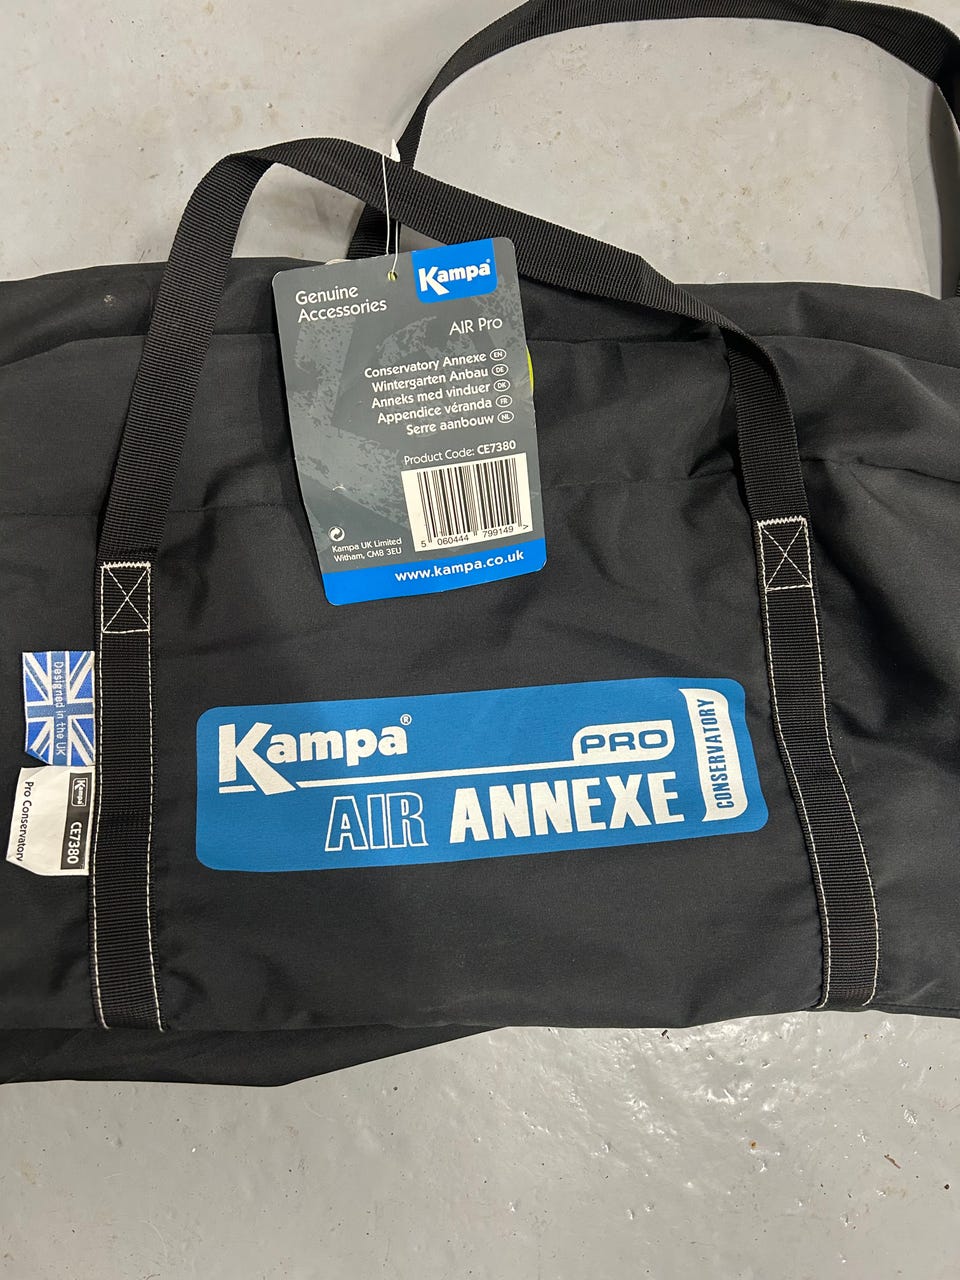 Genuine
Accessories
Kampa®
AIR Pro
Conservatory Annexe EN
Wintergarten Anbau DE
Anneks med vinduer DK
Appendice véranda FR
Serre aanbouw NL
Product Code: CE7380
5 060444 799149 >
Kampa UK Limited
Witham, CM8 3EU
www.kampa.co.uk
Designed in the UK
Kampa CE7380
Pro Conservatory
Kampa®
PRO
AIR ANNEXE
CONSERVATORY